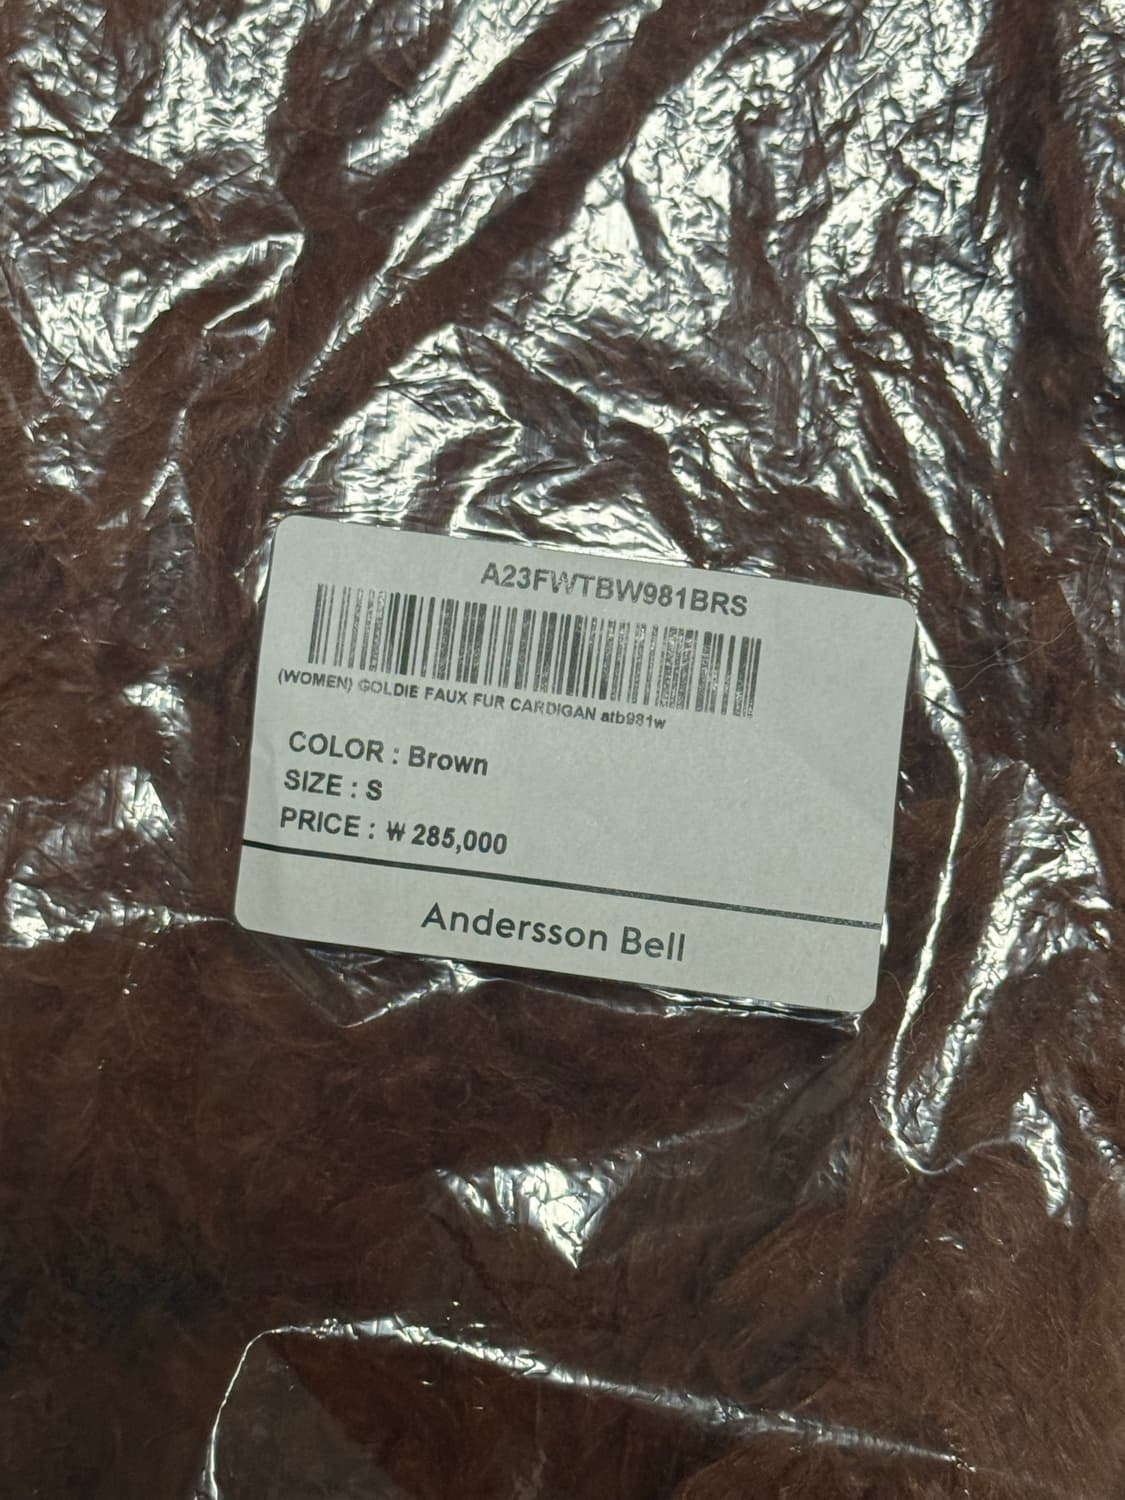 A23FWTBW981BRS
(WOMEN) GOLDIE FAUX FUR CARDIGAN atb981w
COLOR : Brown
SIZE : S
PRICE : ₩ 285,000
Andersson Bell